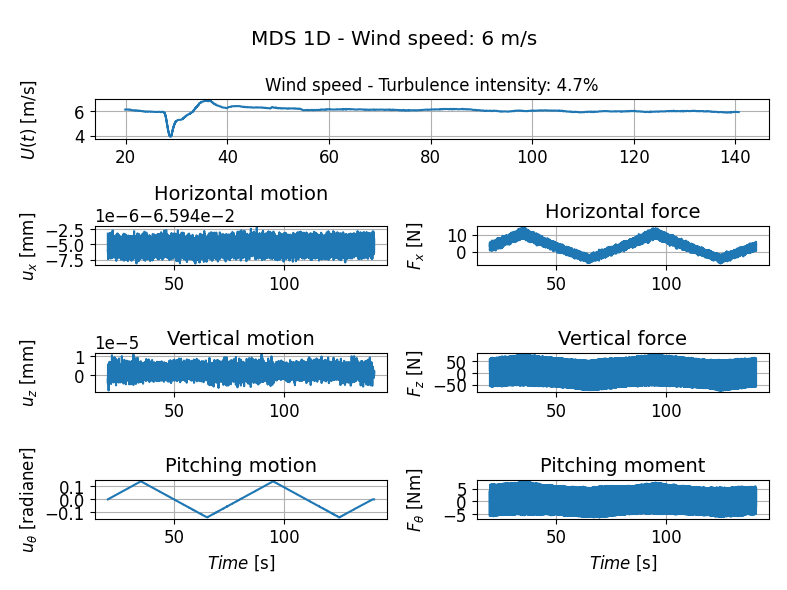 MDS 1D - Wind speed: 6 m/s
Wind speed - Turbulence intensity: 4.7%
U(t) [m/s]
6
4
20 40 60 80 100 120 140
Horizontal motion
1e−6−6.594e−2
u_x [mm]
−2.5
−5.0
−7.5
50 100
Horizontal force
F_x [N]
10
0
50 100
Vertical motion
1e−5
u_z [mm]
1
0
50 100
Vertical force
F_z [N]
50
0
−50
50 100
Pitching motion
u_θ [radianer]
0.1
0.0
−0.1
50 100
Time [s]
Pitching moment
F_θ [Nm]
5
0
−5
50 100
Time [s]